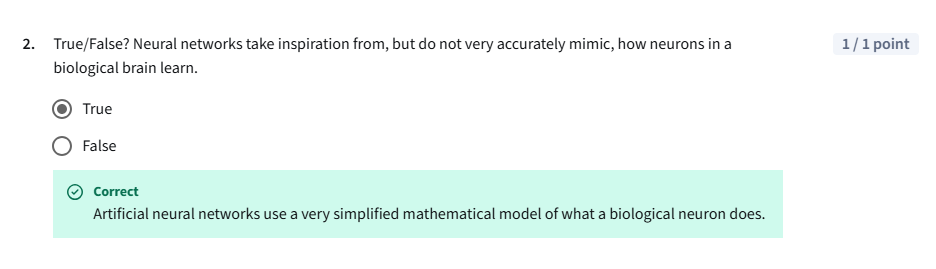 2. True/False? Neural networks take inspiration from, but do not very accurately mimic, how neurons in a
biological brain learn.
1 / 1 point
True
False
Correct
Artificial neural networks use a very simplified mathematical model of what a biological neuron does.